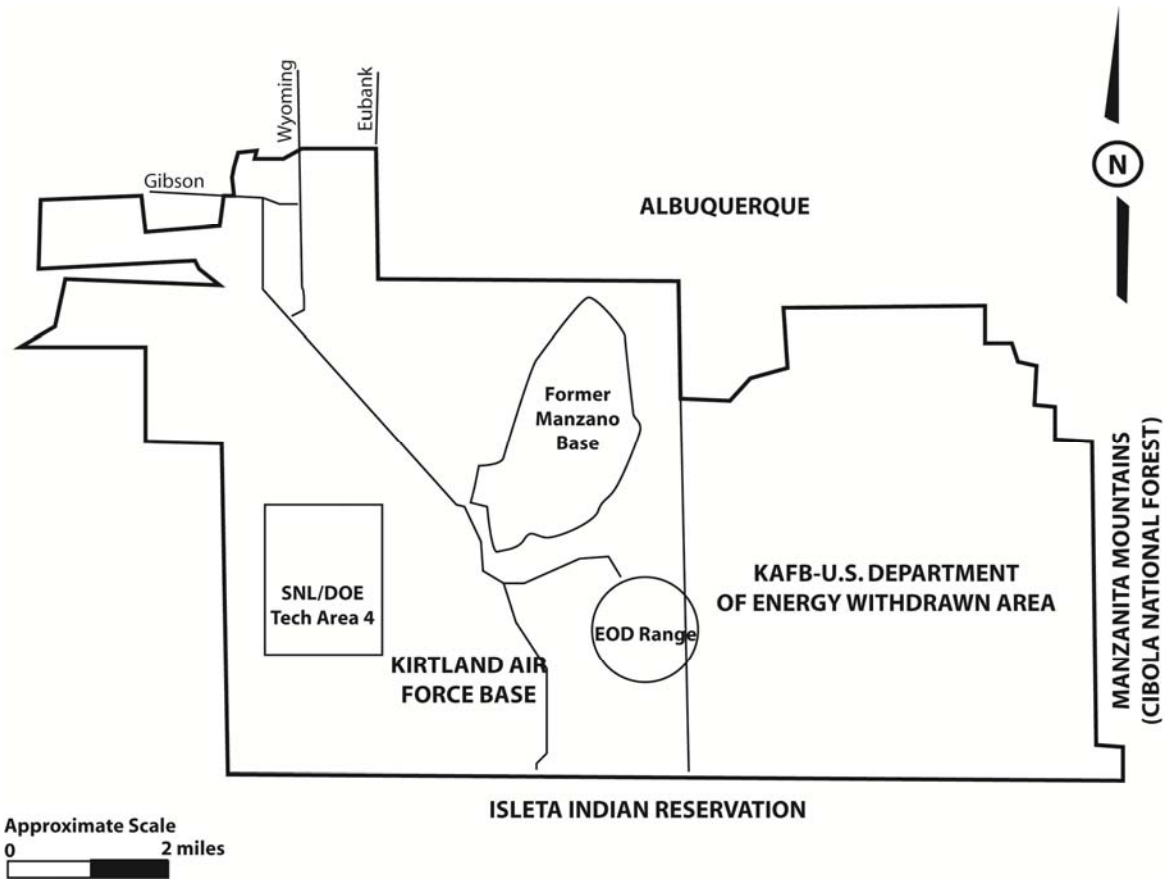 Wyoming
Eubank
Gibson
ALBUQUERQUE
N
Former
Manzano
Base
SNL/DOE
Tech Area 4
EOD Range
KAFB-U.S. DEPARTMENT
OF ENERGY WITHDRAWN AREA
KIRTLAND AIR
FORCE BASE
MANZANITA MOUNTAINS
(CIBOLA NATIONAL FOREST)
ISLETA INDIAN RESERVATION
Approximate Scale
0 2 miles